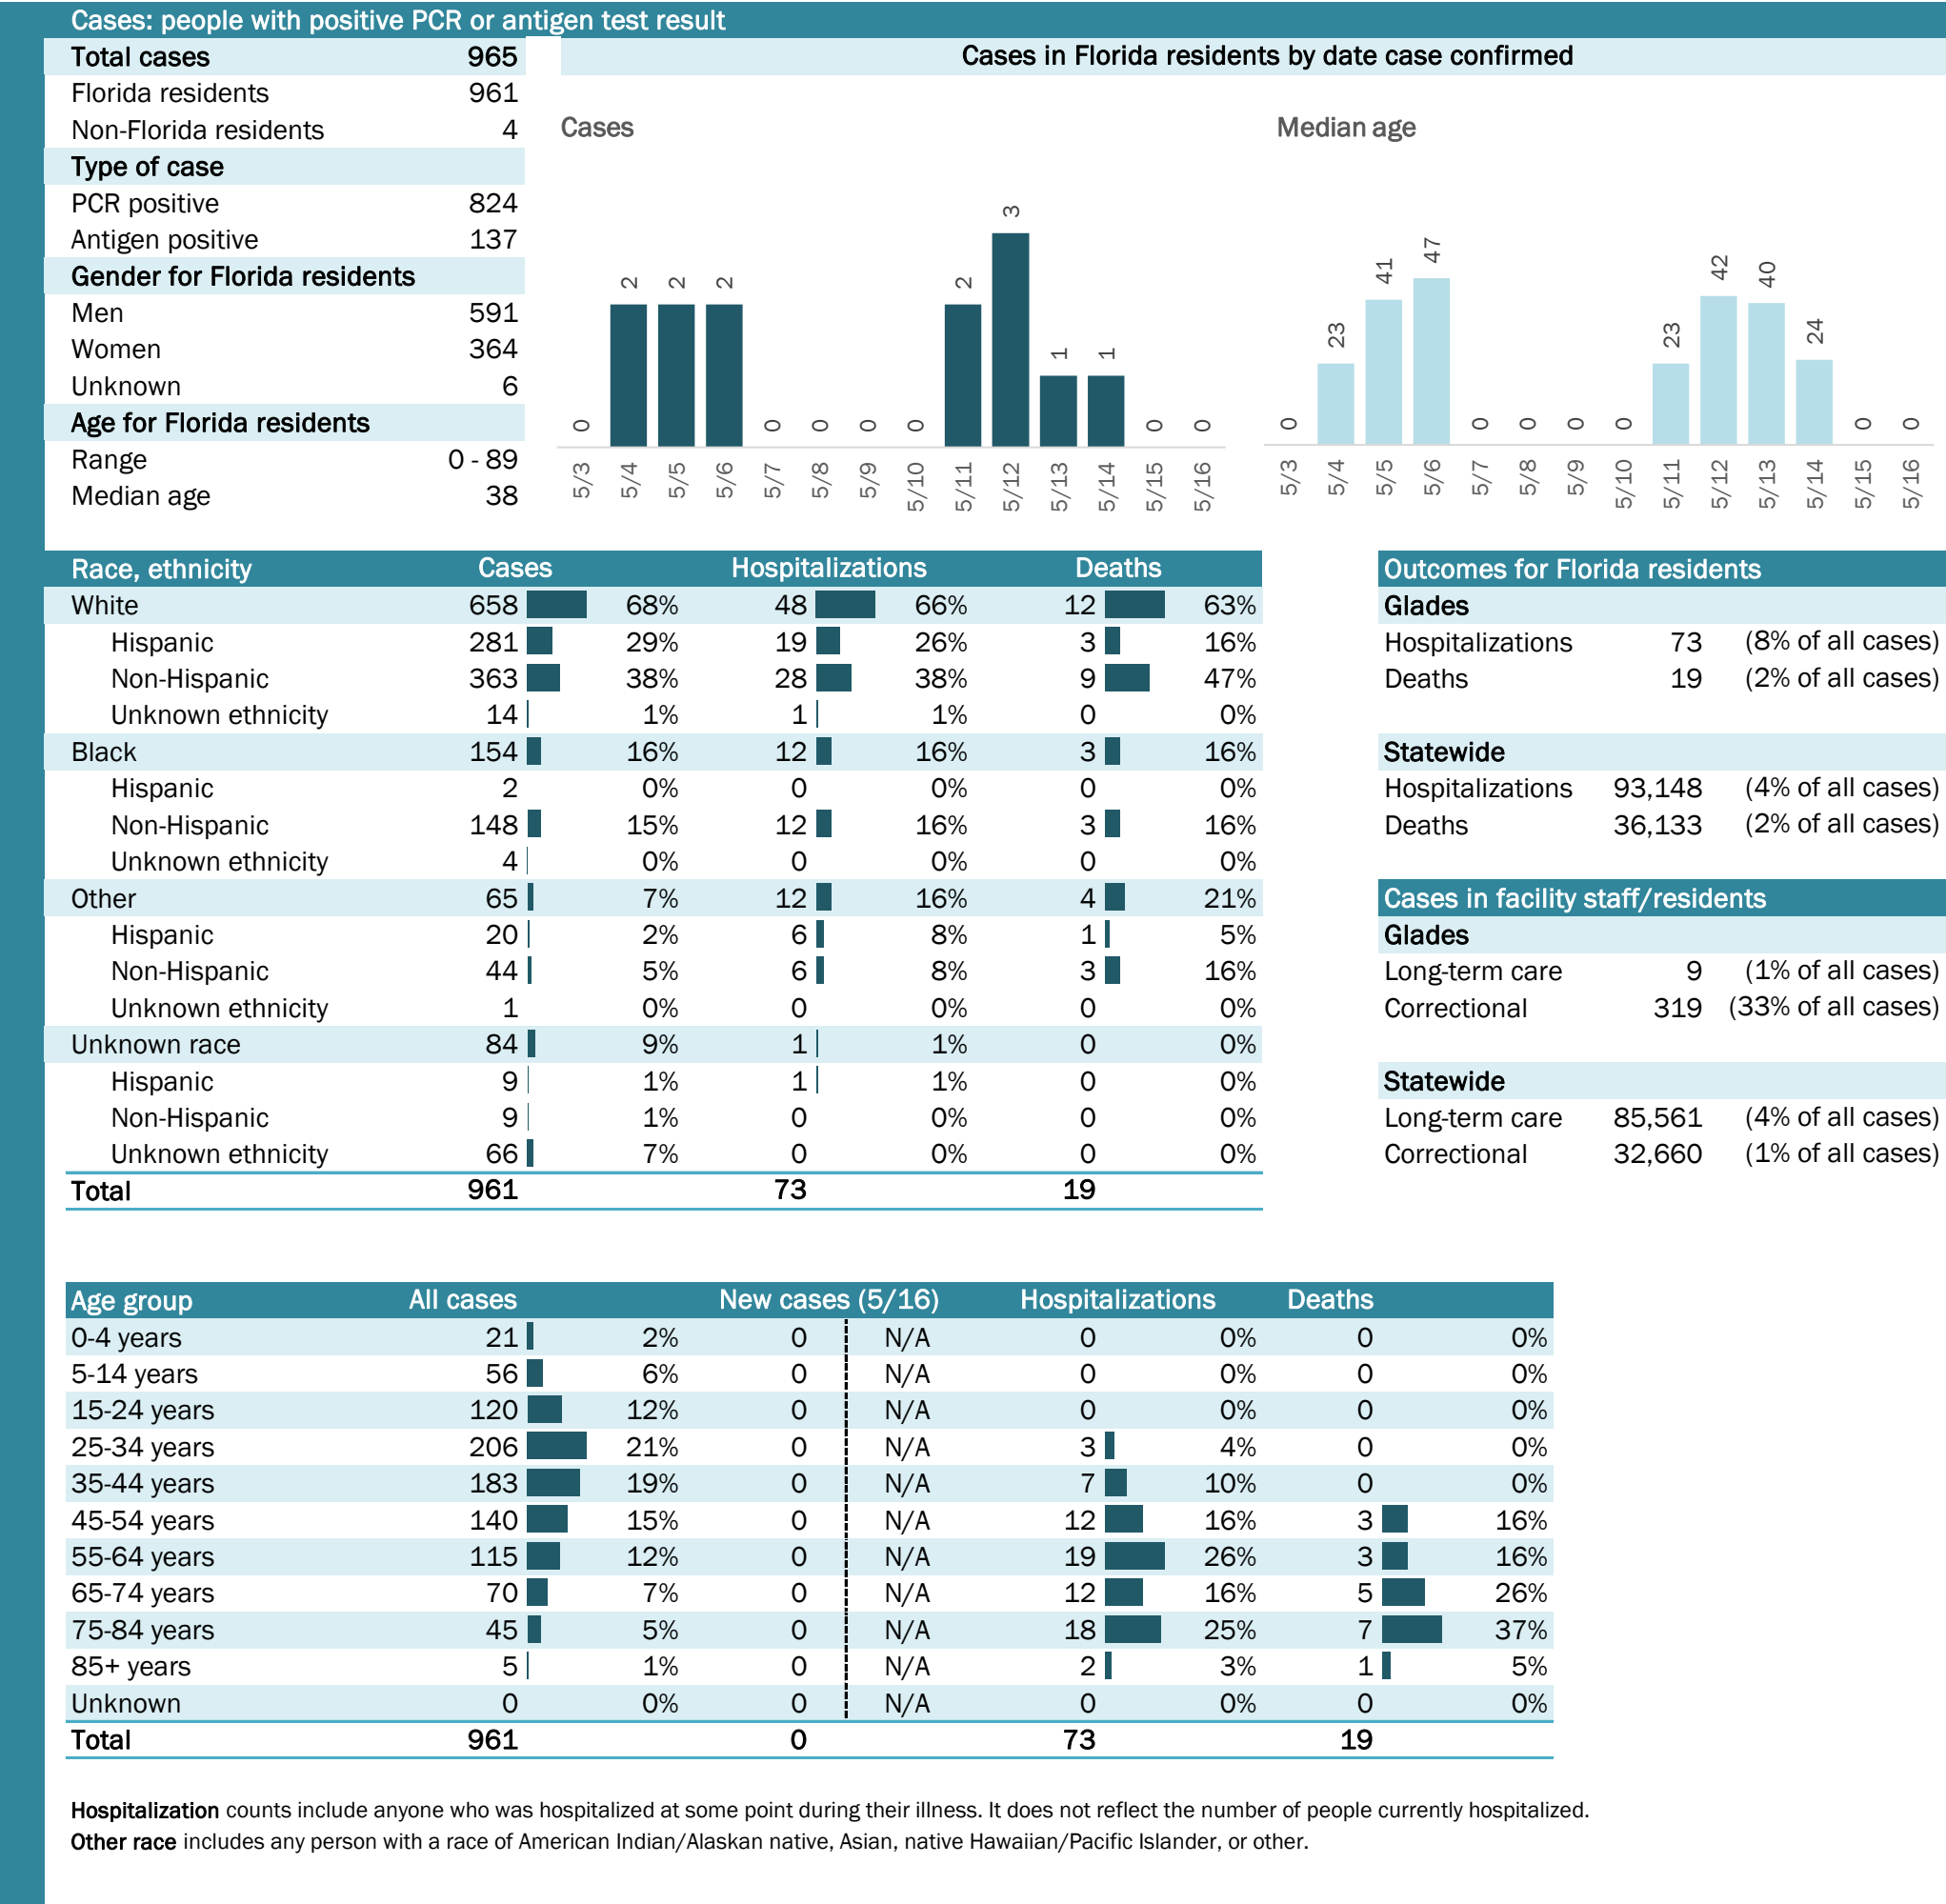 Cases: people with positive PCR or antigen test result
Total cases 965
Florida residents 961
Non-Florida residents 4
Type of case
PCR positive 824
Antigen positive 137
Gender for Florida residents
Men 591
Women 364
Unknown 6
Age for Florida residents
Range 0 - 89
Median age 38
Cases in Florida residents by date case confirmed
Cases
0 2 2 2 0 0 0 0 2 3 1 1 0 0
5/3 5/4 5/5 5/6 5/7 5/8 5/9 5/10 5/11 5/12 5/13 5/14 5/15 5/16
Median age
0 23 41 47 0 0 0 0 23 42 40 24 0 0
5/3 5/4 5/5 5/6 5/7 5/8 5/9 5/10 5/11 5/12 5/13 5/14 5/15 5/16
Race, ethnicity Cases Hospitalizations Deaths
White 658 68% 48 66% 12 63%
Hispanic 281 29% 19 26% 3 16%
Non-Hispanic 363 38% 28 38% 9 47%
Unknown ethnicity 14 1% 1 1% 0 0%
Black 154 16% 12 16% 3 16%
Hispanic 2 0% 0 0% 0 0%
Non-Hispanic 148 15% 12 16% 3 16%
Unknown ethnicity 4 0% 0 0% 0 0%
Other 65 7% 12 16% 4 21%
Hispanic 20 2% 6 8% 1 5%
Non-Hispanic 44 5% 6 8% 3 16%
Unknown ethnicity 1 0% 0 0% 0 0%
Unknown race 84 9% 1 1% 0 0%
Hispanic 9 1% 1 1% 0 0%
Non-Hispanic 9 1% 0 0% 0 0%
Unknown ethnicity 66 7% 0 0% 0 0%
Total 961 73 19
Outcomes for Florida residents
Glades
Hospitalizations 73 (8% of all cases)
Deaths 19 (2% of all cases)
Statewide
Hospitalizations 93,148 (4% of all cases)
Deaths 36,133 (2% of all cases)
Cases in facility staff/residents
Glades
Long-term care 9 (1% of all cases)
Correctional 319 (33% of all cases)
Statewide
Long-term care 85,561 (4% of all cases)
Correctional 32,660 (1% of all cases)
Age group All cases New cases (5/16) Hospitalizations Deaths
0-4 years 21 2% 0 N/A 0 0% 0 0%
5-14 years 56 6% 0 N/A 0 0% 0 0%
15-24 years 120 12% 0 N/A 0 0% 0 0%
25-34 years 206 21% 0 N/A 3 4% 0 0%
35-44 years 183 19% 0 N/A 7 10% 0 0%
45-54 years 140 15% 0 N/A 12 16% 3 16%
55-64 years 115 12% 0 N/A 19 26% 3 16%
65-74 years 70 7% 0 N/A 12 16% 5 26%
75-84 years 45 5% 0 N/A 18 25% 7 37%
85+ years 5 1% 0 N/A 2 3% 1 5%
Unknown 0 0% 0 N/A 0 0% 0 0%
Total 961 0 73 19
Hospitalization counts include anyone who was hospitalized at some point during their illness. It does not reflect the number of people currently hospitalized.
Other race includes any person with a race of American Indian/Alaskan native, Asian, native Hawaiian/Pacific Islander, or other.